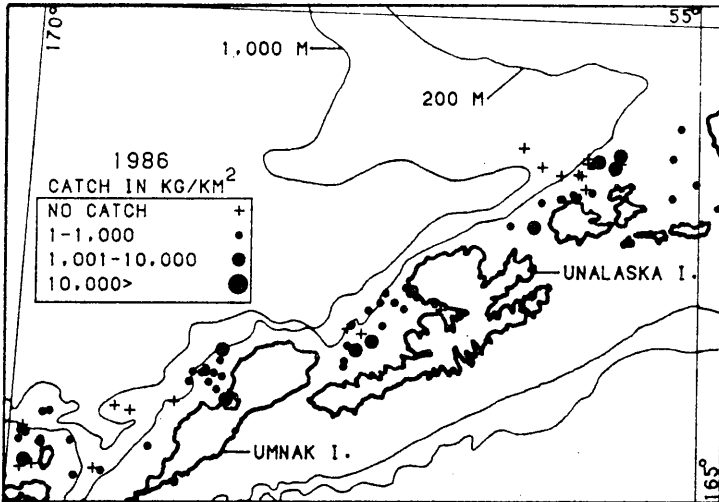 170°
55°
1,000 M
200 M
1986
CATCH IN KG/KM²
NO CATCH +
1-1,000
1,001-10,000
10,000>
UNALASKA I.
UMNAK I.
165°